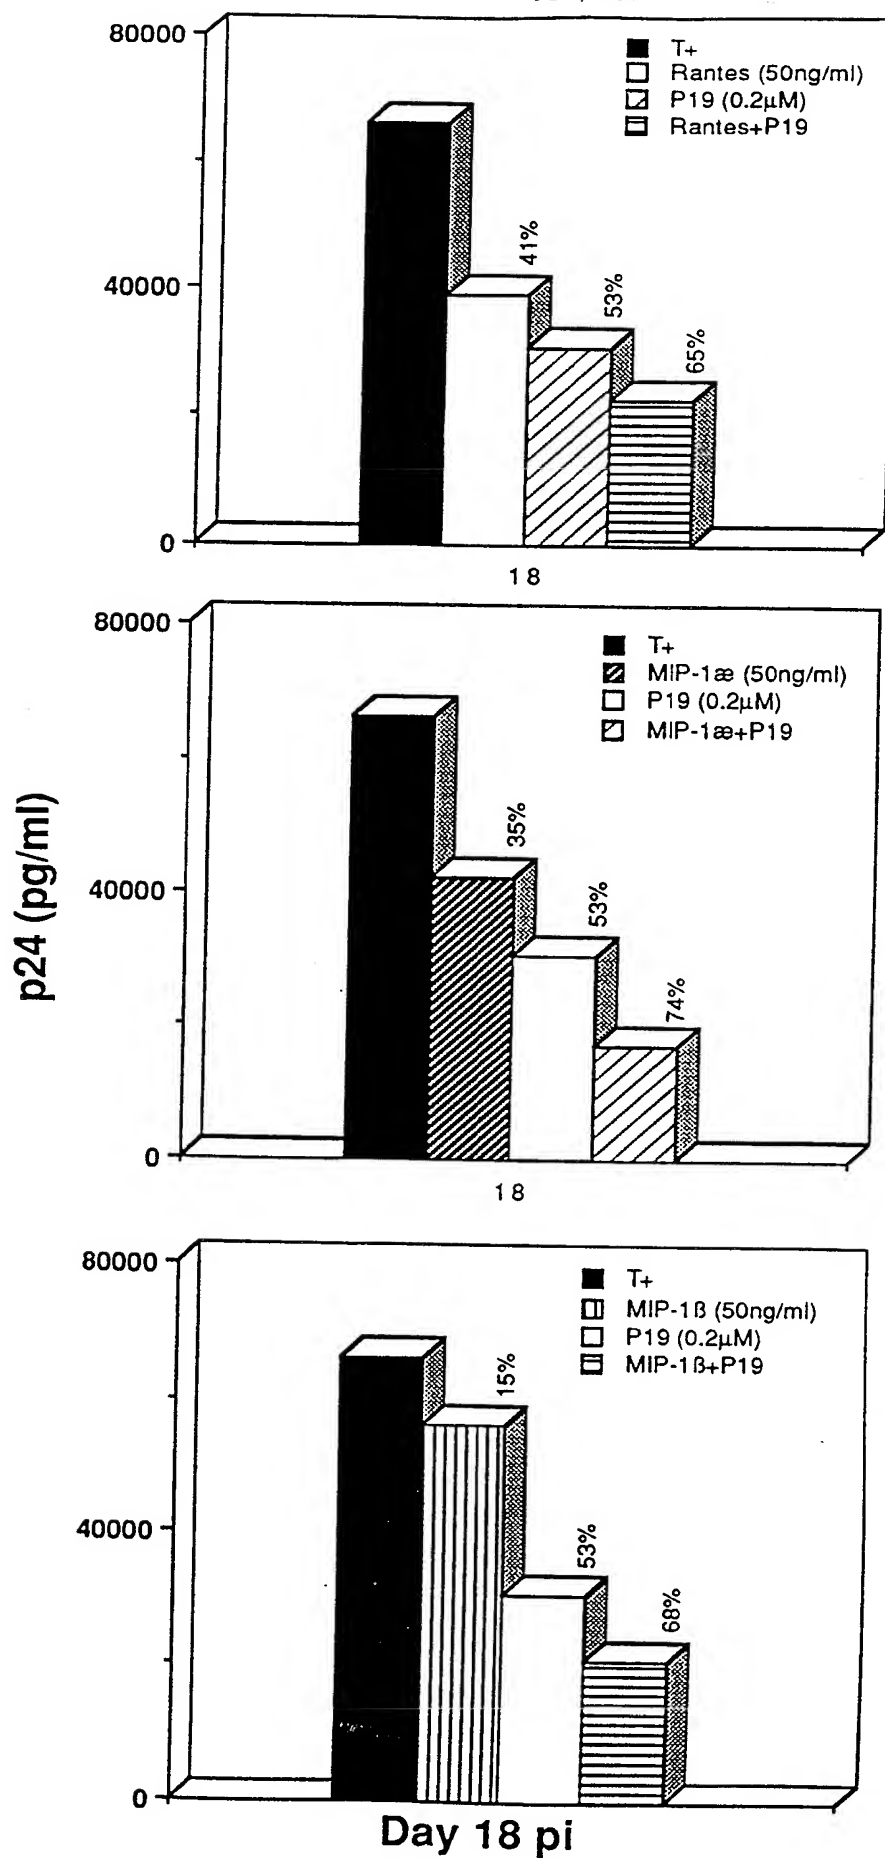 80000
40000
0
T+
Rantes (50ng/ml)
P19 (0.2µM)
Rantes+P19
41%
53%
65%
18
p24 (pg/ml)
80000
40000
0
T+
MIP-1æ (50ng/ml)
P19 (0.2µM)
MIP-1æ+P19
35%
53%
74%
18
80000
40000
0
T+
MIP-1ß (50ng/ml)
P19 (0.2µM)
MIP-1ß+P19
15%
53%
68%
Day 18 pi